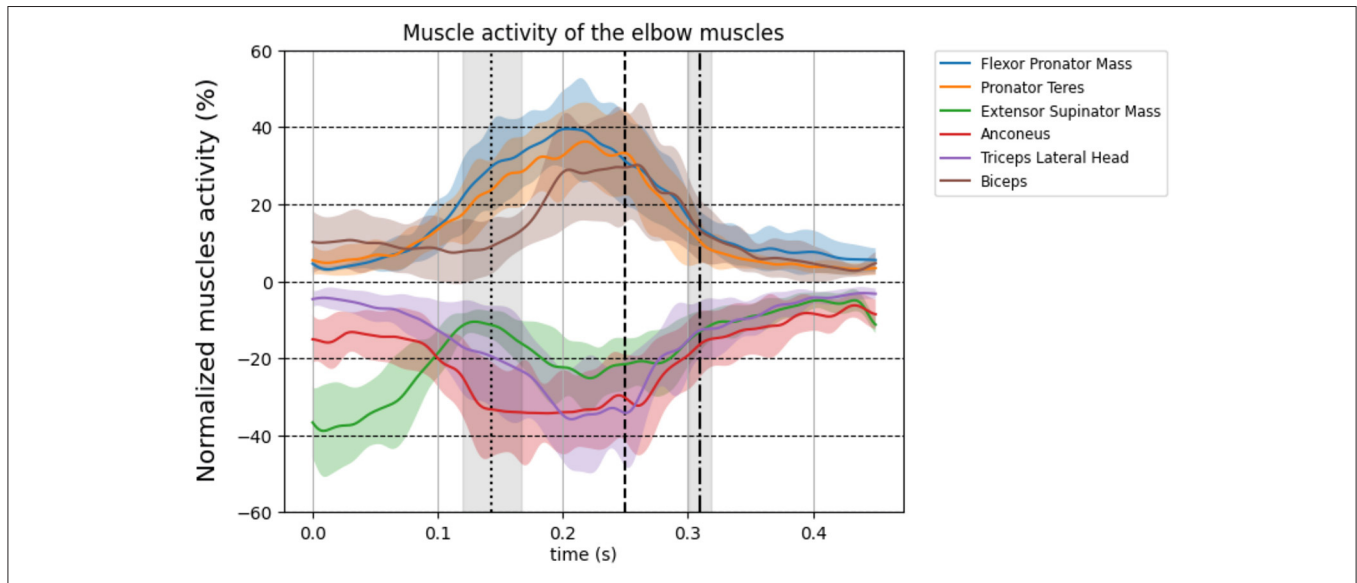 Muscle activity of the elbow muscles
Normalized muscles activity (%)
60
40
20
0
−20
−40
−60
0.0 0.1 0.2 0.3 0.4
time (s)
Flexor Pronator Mass
Pronator Teres
Extensor Supinator Mass
Anconeus
Triceps Lateral Head
Biceps